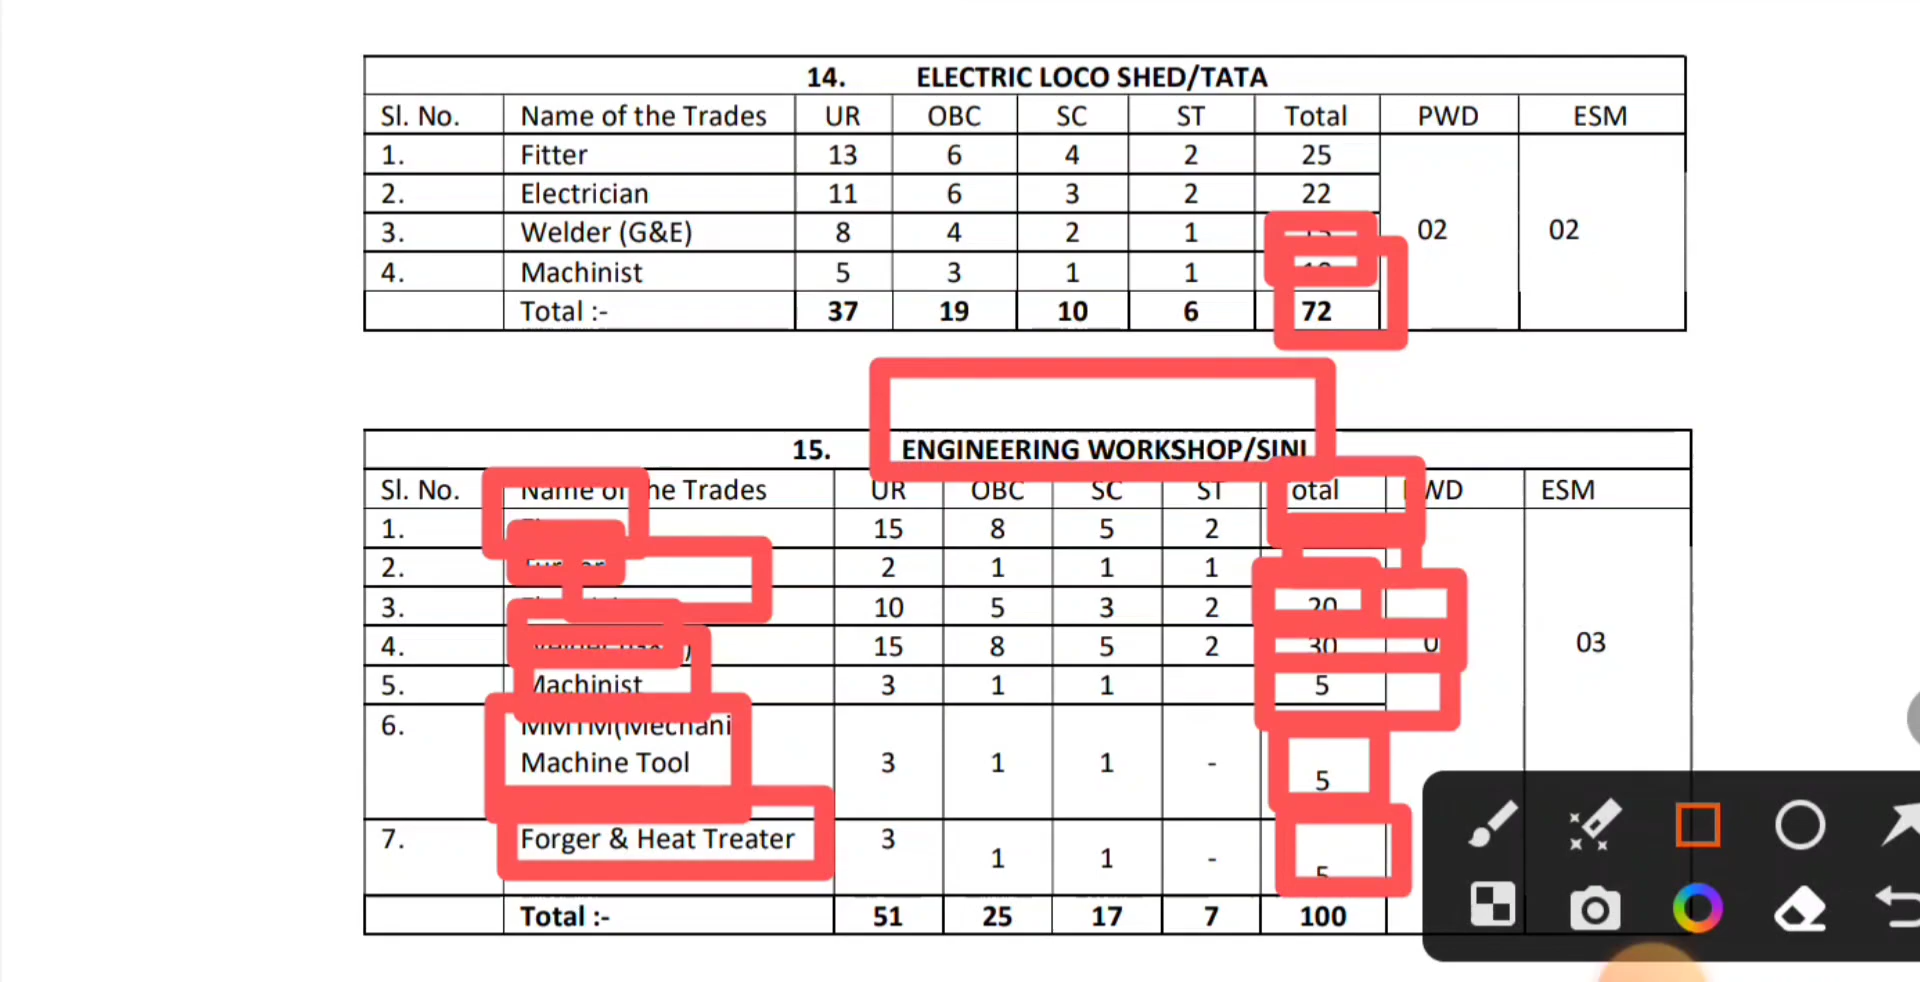 14. ELECTRIC LOCO SHED/TATA
Sl. No. Name of the Trades UR OBC SC ST Total PWD ESM
1. Fitter 13 6 4 2 25
2. Electrician 11 6 3 2 22
3. Welder (G&E) 8 4 2 1 02 02
4. Machinist 5 3 1 1
Total :- 37 19 10 6 72
15. ENGINEERING WORKSHOP/SINI
Sl. No. Name of he Trades UR OBC SC ST otal WD ESM
1. 15 8 5 2
2. 2 1 1 1
3. 10 5 3 2 20
4. 15 8 5 2 30 03
5. Machinist 3 1 1 5
6. MMTM(Mechani
Machine Tool 3 1 1 - 5
7. Forger & Heat Treater 3 1 1 - 5
Total :- 51 25 17 7 100